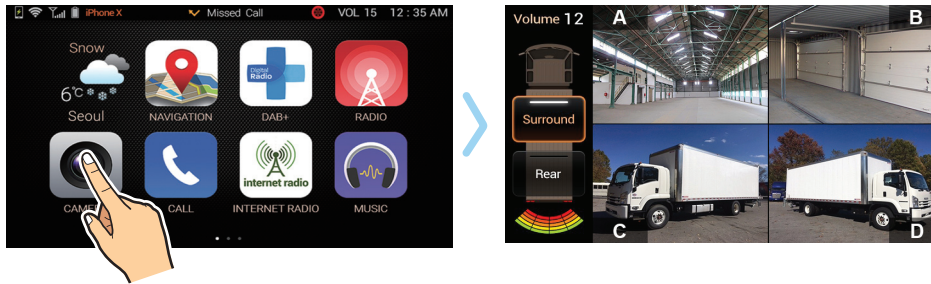 iPhone X Missed Call VOL 15 12 : 35 AM
Snow
6°C
Seoul
NAVIGATION
Digital
Radio
DAB+
RADIO
CALL
internet radio
INTERNET RADIO
MUSIC
Volume 12
Surround
Rear
A
B
C
D